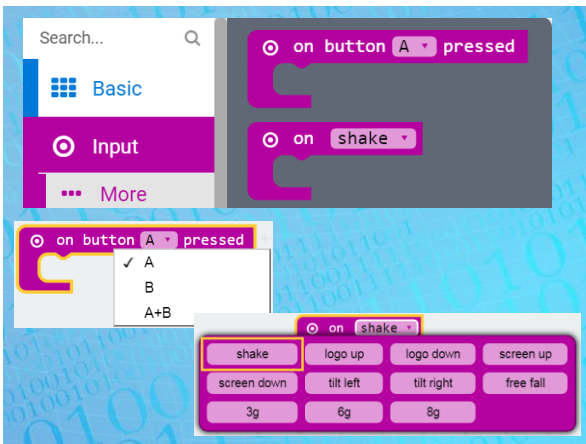 Search...
Basic
Input
More
on button A pressed
on shake
on button A pressed
A
B
A+B
on shake
shake logo up logo down screen up
screen down tilt left tilt right free fall
3g 6g 8g